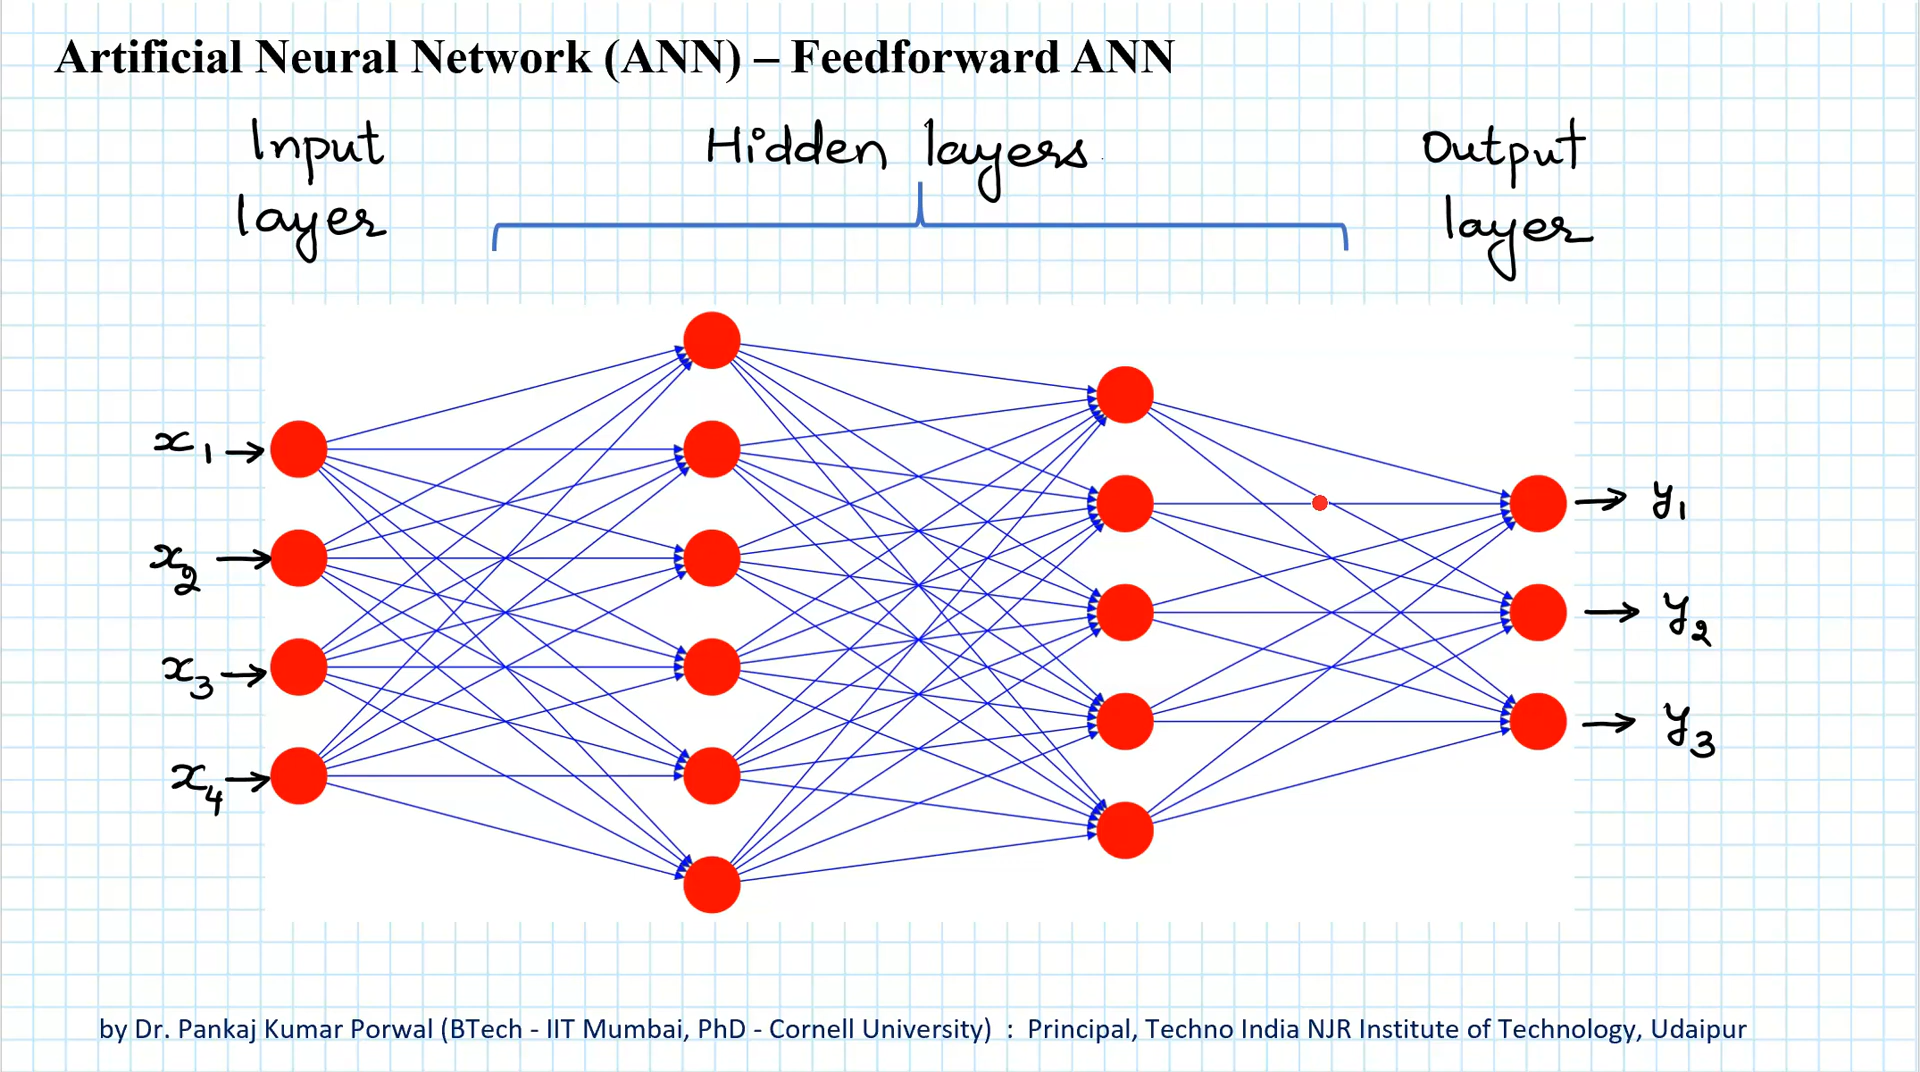 Artificial Neural Network (ANN) – Feedforward ANN
Input
layer
Hidden layers
Output
layer
x1
x2
x3
x4
y1
y2
y3
by Dr. Pankaj Kumar Porwal (BTech - IIT Mumbai, PhD - Cornell University) : Principal, Techno India NJR Institute of Technology, Udaipur